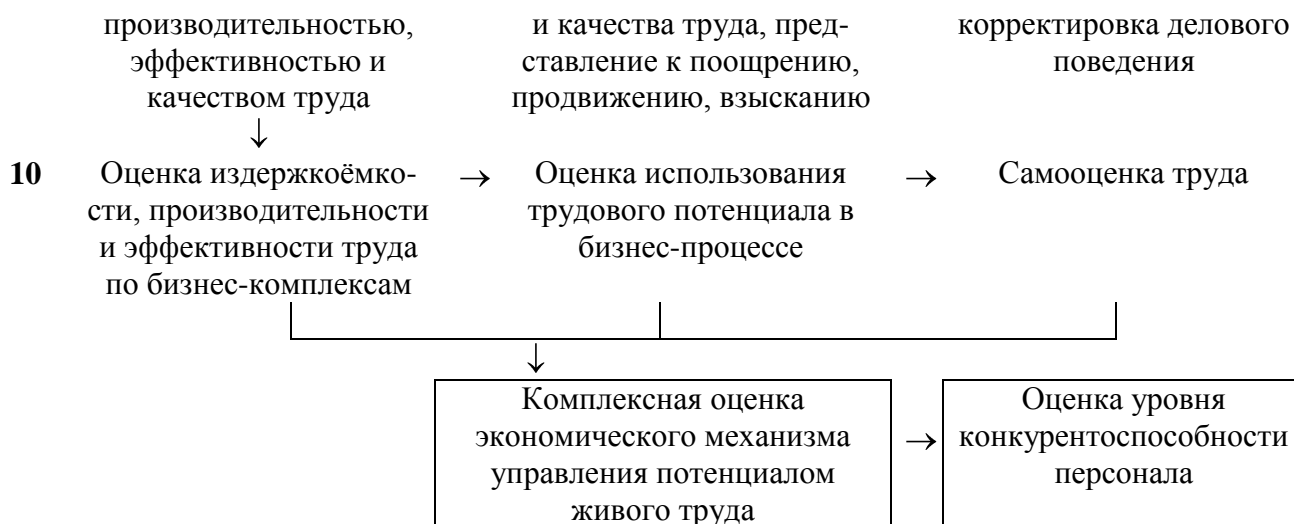 производительностью,
эффективностью и
качеством труда
и качества труда, пред-
ставление к поощрению,
продвижению, взысканию
корректировка делового
поведения
↓
10
Оценка издержкоёмко-
сти, производительности
и эффективности труда
по бизнес-комплексам
→
Оценка использования
трудового потенциала в
бизнес-процессе
→
Самооценка труда
↓
Комплексная оценка
экономического механизма
управления потенциалом
живого труда
→
Оценка уровня
конкурентоспособности
персонала